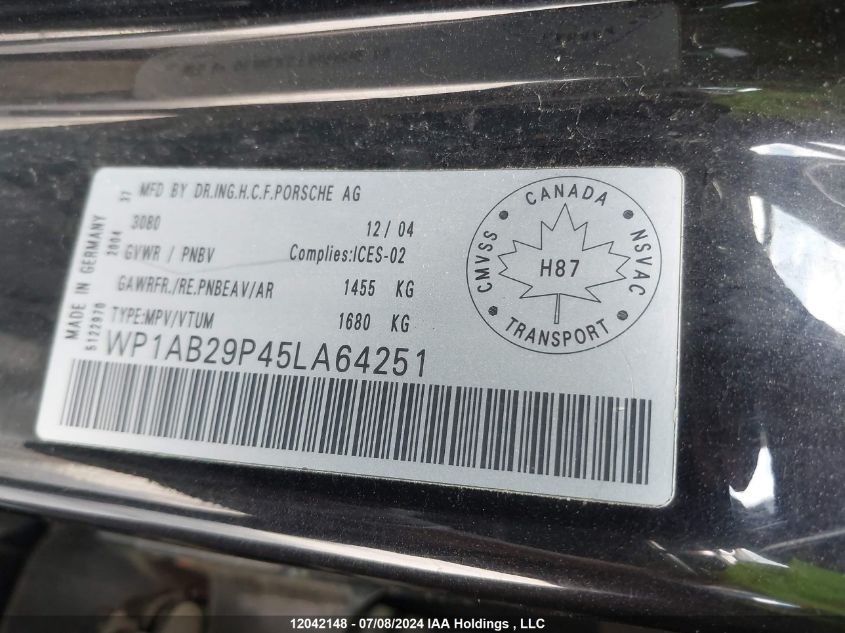 MFD BY DR.ING.H.C.F.PORSCHE AG
3080 12/04
GVWR / PNBV Complies:ICES-02
GAWRFR./RE.PNBEAV/AR 1455 KG
TYPE:MPV/VTUM 1680 KG
WP1AB29P45LA64251
MADE IN GERMANY
5122970 2004 37
CANADA
CMVSS NSVAC
H87
TRANSPORT
12042148 - 07/08/2024 IAA Holdings , LLC